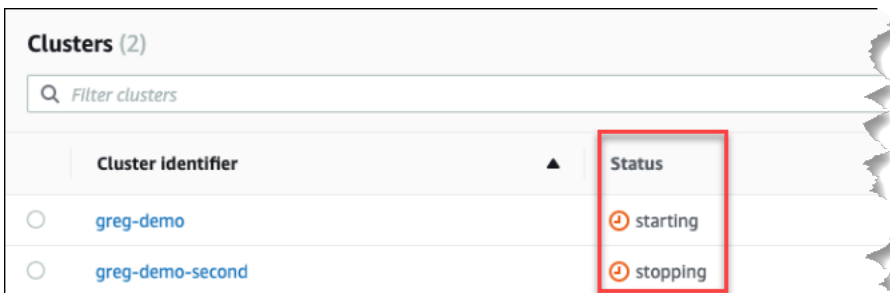 Clusters (2)
Filter clusters
Cluster identifier ▲ Status
greg-demo starting
greg-demo-second stopping